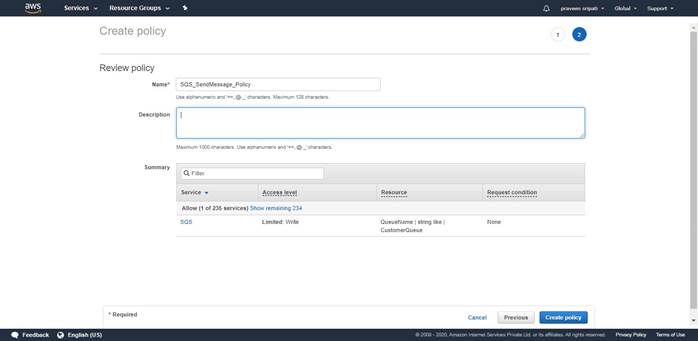 aws Services Resource Groups praveen sripati Global Support
Create policy 1 2
Review policy
Name* SQS_SendMessage_Policy
Use alphanumeric and '+=,.@-_' characters. Maximum 128 characters.
Description
Maximum 1000 characters. Use alphanumeric and '+=,.@-_' characters.
Summary Filter
Service Access level Resource Request condition
Allow (1 of 235 services) Show remaining 234
SQS Limited: Write QueueName | string like | None
CustomerQueue
* Required Cancel Previous Create policy
Feedback English (US) © 2008 - 2020, Amazon Internet Services Private Ltd. or its affiliates. All rights reserved. Privacy Policy Terms of Use